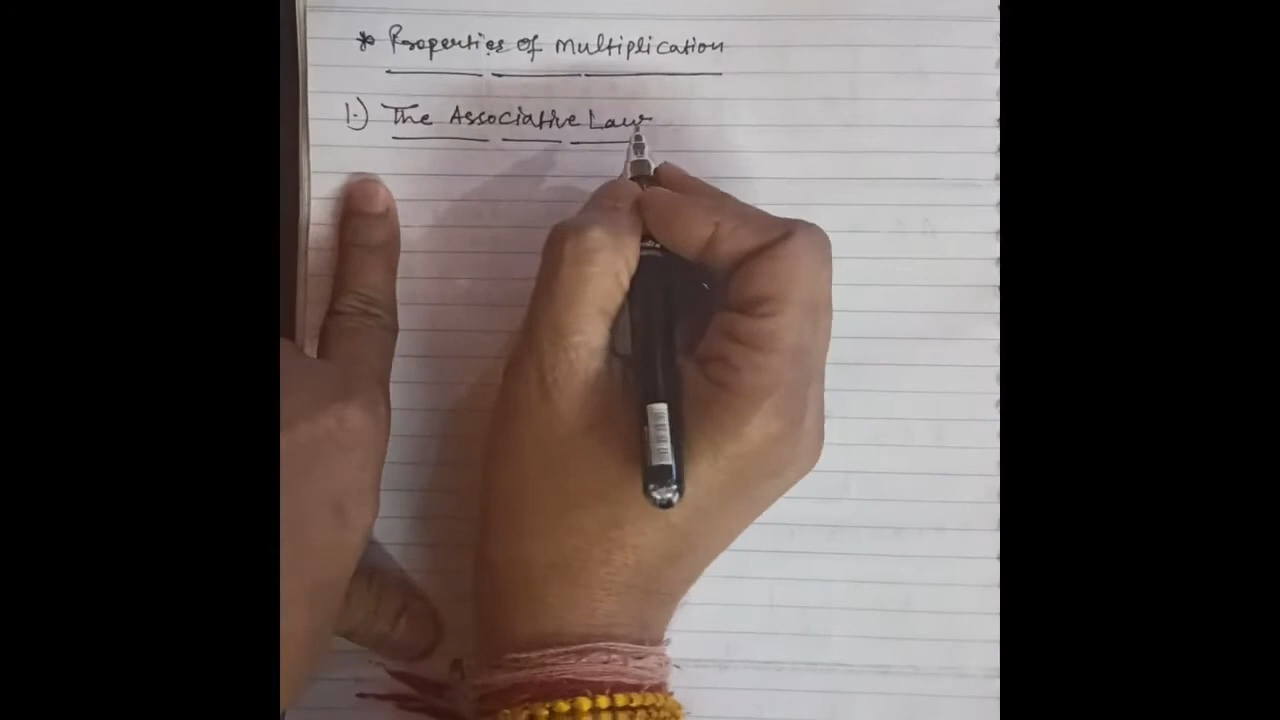 * Properties of Multiplication
1.) The Associative Law